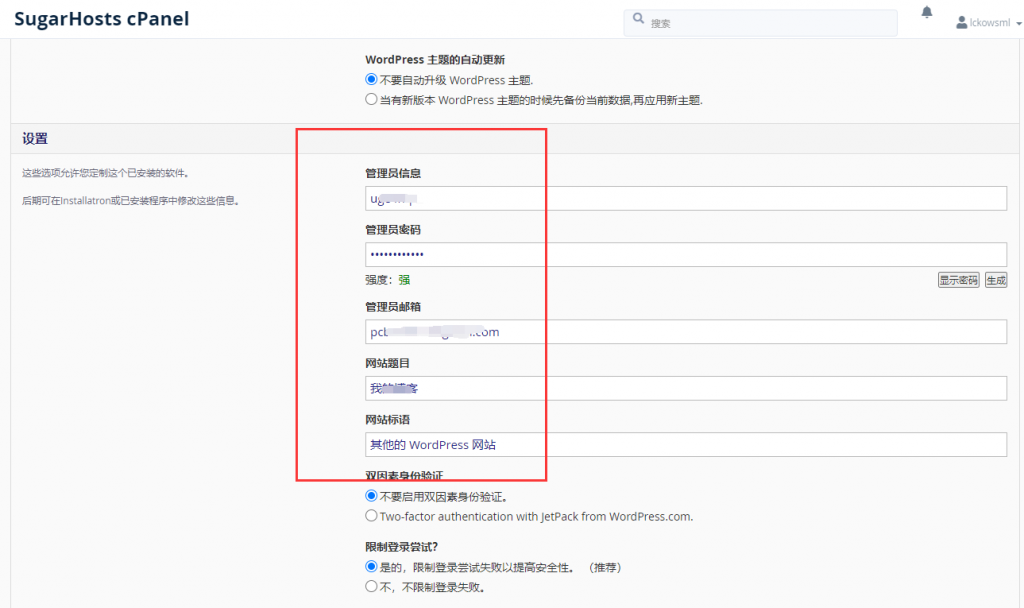 SugarHosts cPanel
搜索
lckowsml
WordPress 主题的自动更新
不要自动升级 WordPress 主题.
当有新版本 WordPress 主题的时候先备份当前数据,再应用新主题.
设置
这些选项允许您定制这个已安装的软件。
后期可在Installatron或已安装程序中修改这些信息。
管理员信息
管理员密码
••••••••••••
强度：强
显示密码 生成
管理员邮箱
网站题目
网站标语
其他的 WordPress 网站
双因素身份验证
不要启用双因素身份验证。
Two-factor authentication with JetPack from WordPress.com.
限制登录尝试?
是的，限制登录尝试失败以提高安全性。 （推荐）
不，不限制登录失败。